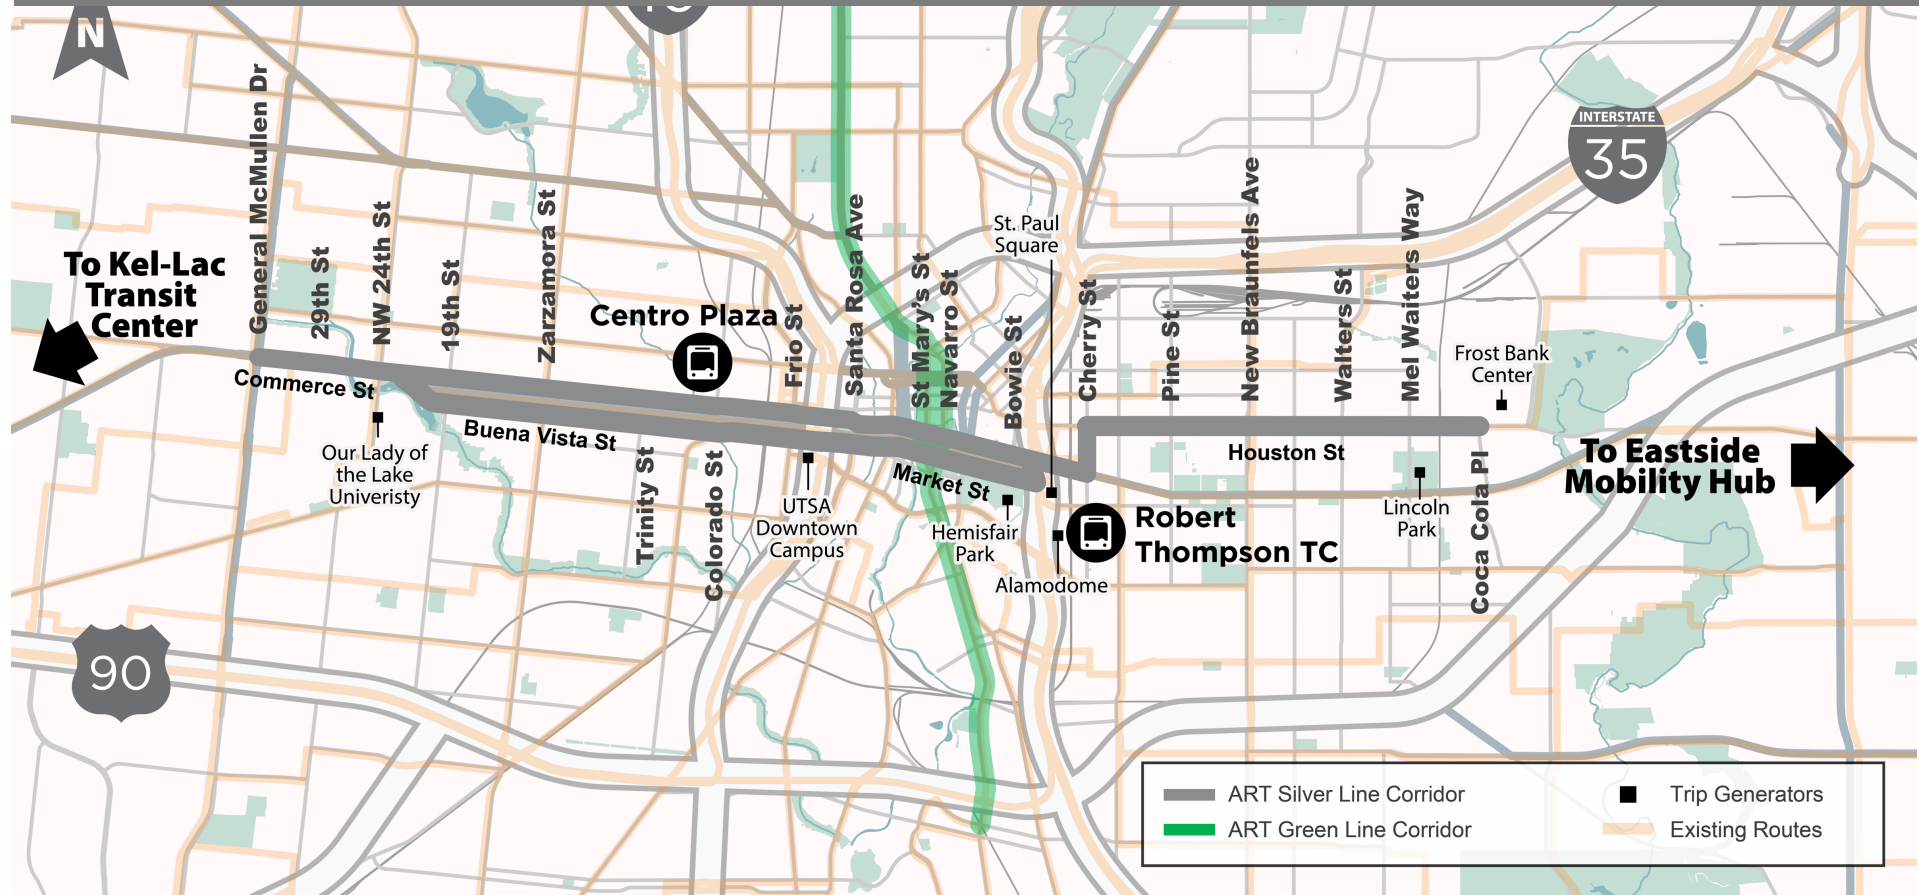 N
10
INTERSTATE
35
90
General McMullen Dr
29th St
NW 24th St
19th St
Zarzamora St
Frio St
Santa Rosa Ave
St Mary's St
Navarro St
Bowie St
Cherry St
Pine St
New Braunfels Ave
Walters St
Mel Waiters Way
Trinity St
Colorado St
Coca Cola Pl
To Kel-Lac
Transit
Center
Centro Plaza
St. Paul
Square
Frost Bank
Center
Commerce St
Buena Vista St
Market St
Houston St
Our Lady of
the Lake
Univeristy
UTSA
Downtown
Campus
Hemisfair
Park
Alamodome
Robert
Thompson TC
Lincoln
Park
To Eastside
Mobility Hub
ART Silver Line Corridor
ART Green Line Corridor
Trip Generators
Existing Routes